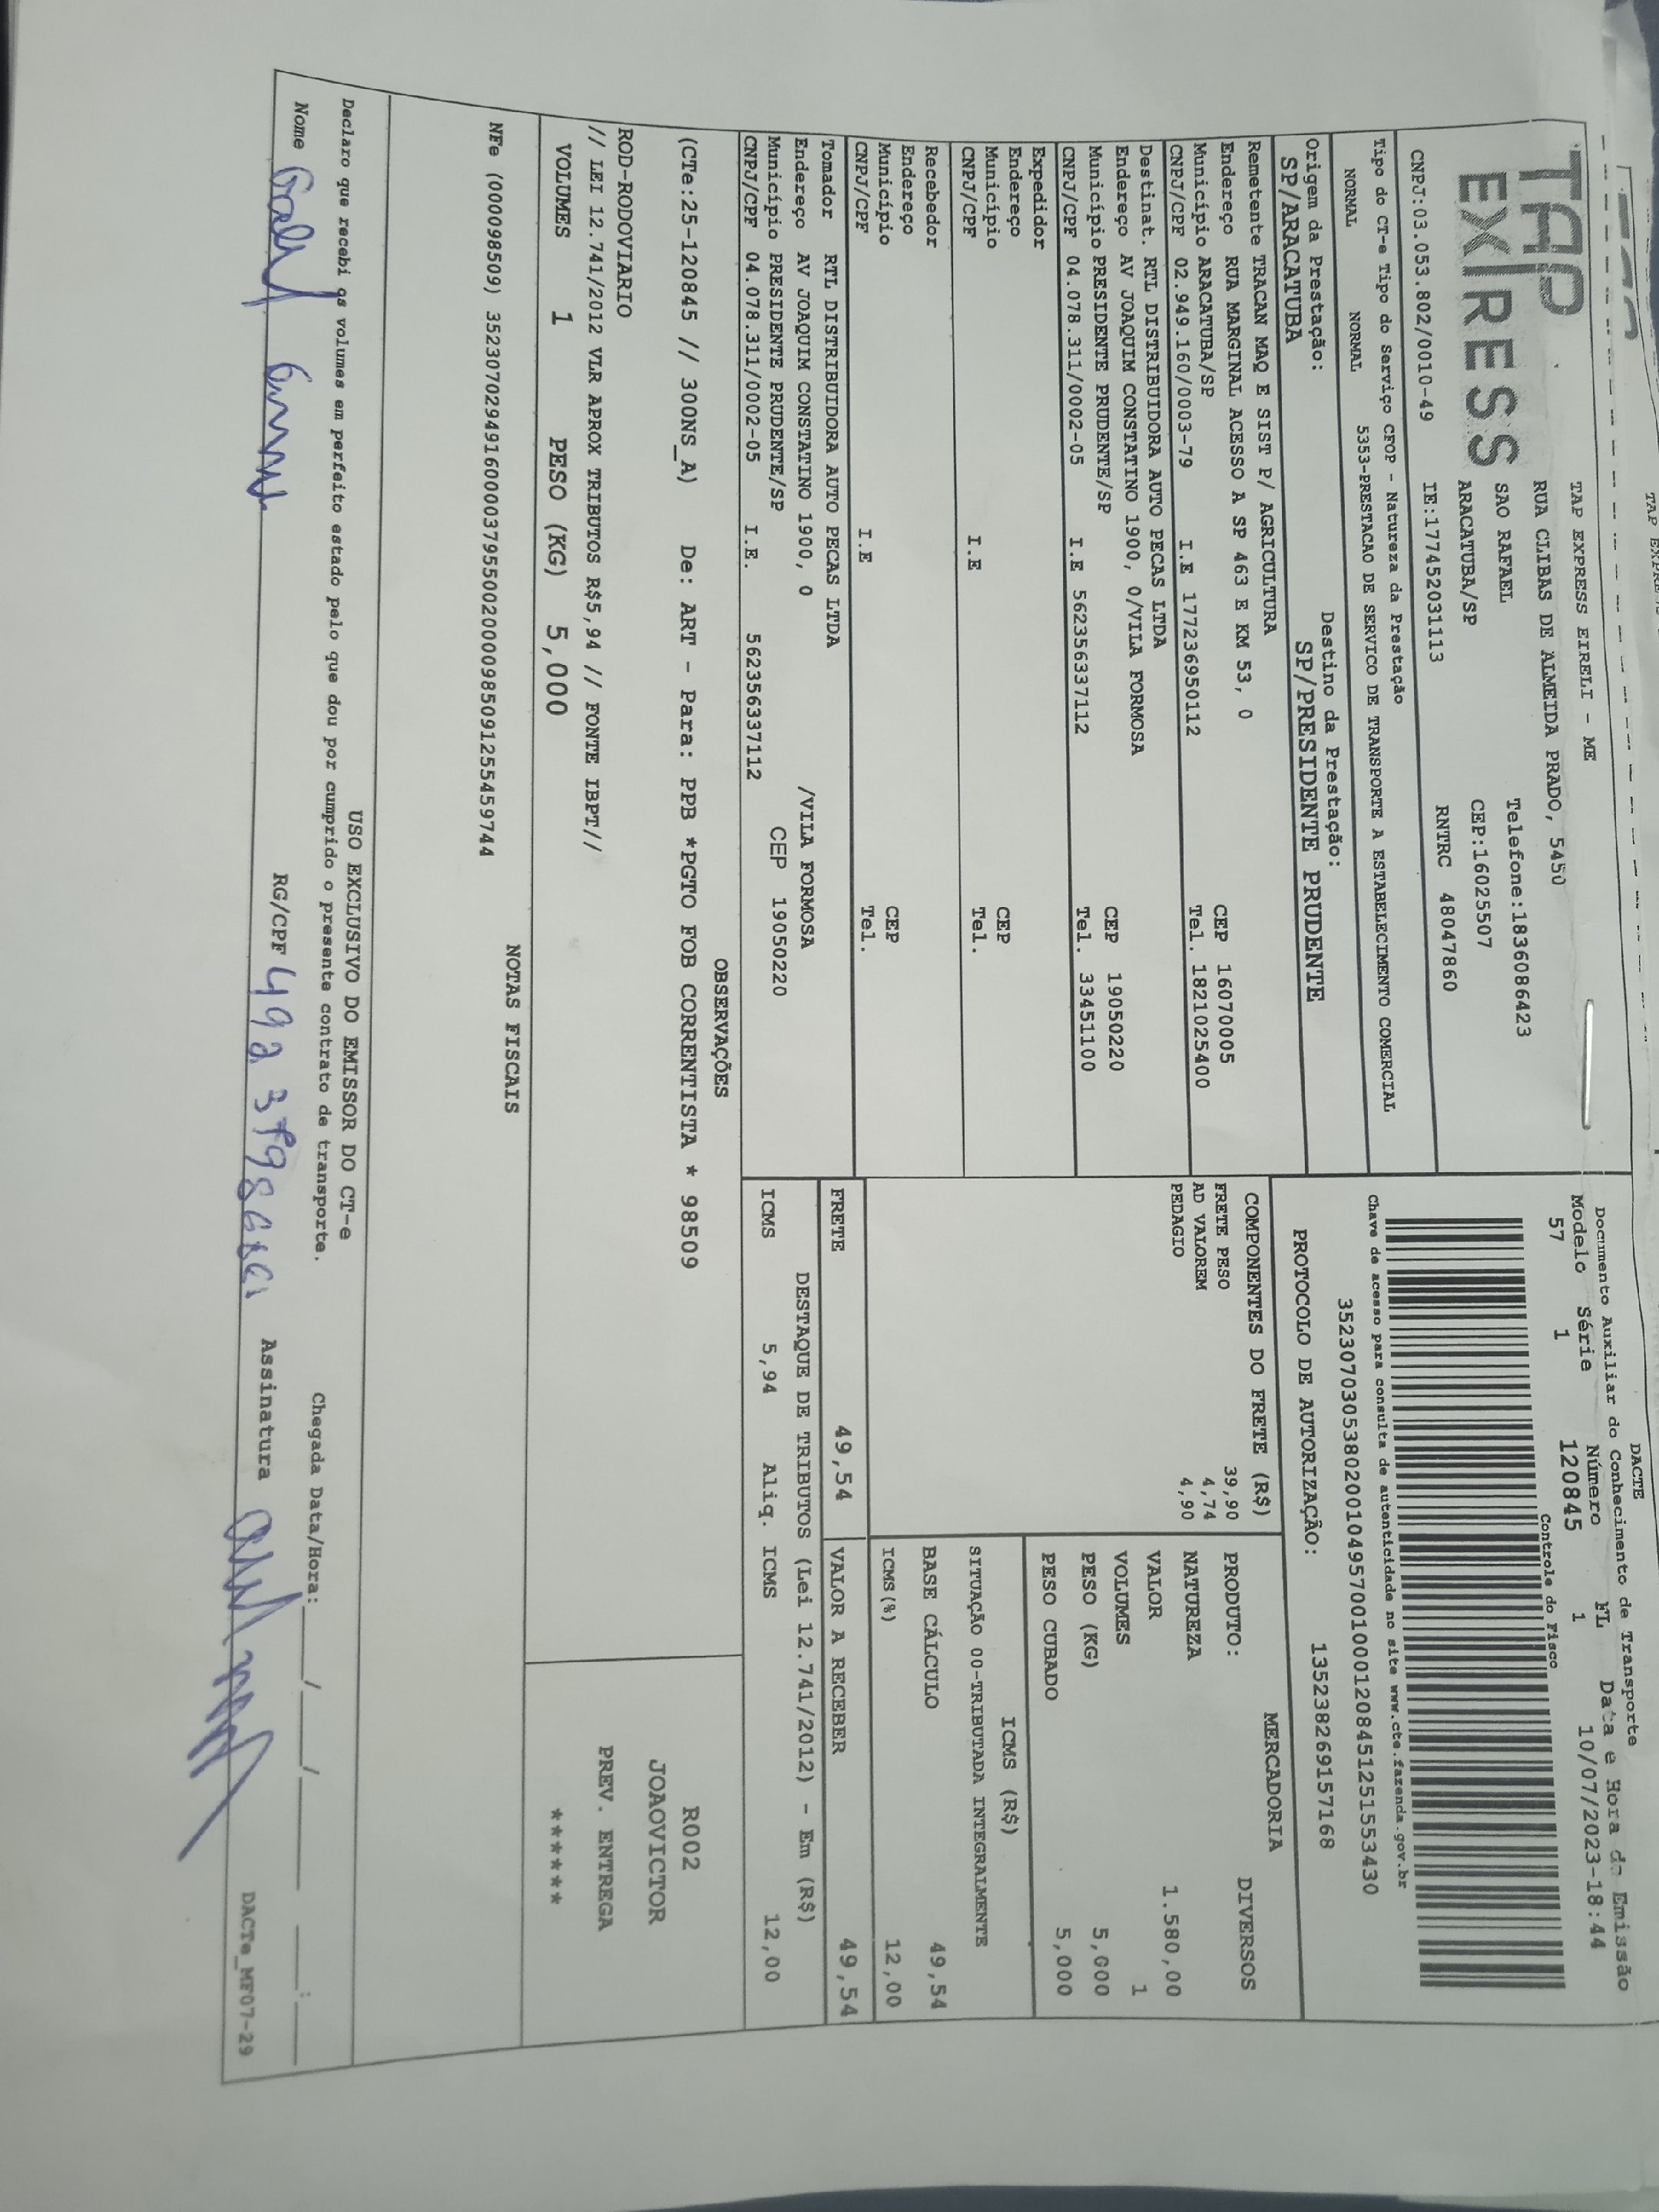 TAP EXPRESS
TAP EXPRESS EIRELI - ME
RUA CLIBAS DE ALMEIDA PRADO, 5450
SAO RAFAEL Telefone:1836086423
ARACATUBA/SP CEP:16025507
CNPJ:03.053.802/0010-49 IE:177452031113 RNTRC 48047860
DACTE
Documento Auxiliar do Conhecimento de Transporte
Modelo Série Número FL Data e Hora de Emissão
57 1 120845 1 10/07/2023-18:44
Controle do Fisco
Chave de acesso para consulta de autenticidade no site www.cte.fazenda.gov.br
35230703053802001049570010001208451251553430
PROTOCOLO DE AUTORIZAÇÃO: 135238269157168
Tipo do CT-e Tipo do Serviço CFOP - Natureza da Prestação
NORMAL NORMAL 5353-PRESTACAO DE SERVICO DE TRANSPORTE A ESTABELECIMENTO COMERCIAL
Origem da Prestação: Destino da Prestação:
SP/ARACATUBA SP/PRESIDENTE PRUDENTE
Remetente TRACAN MAQ E SIST P/ AGRICULTURA
Endereço RUA MARGINAL ACESSO A SP 463 E KM 53, 0 CEP 16070005
Município ARACATUBA/SP Tel. 1821025400
CNPJ/CPF 02.949.160/0003-79 I.E 177236950112
Destinat. RTL DISTRIBUIDORA AUTO PECAS LTDA
Endereço AV JOAQUIM CONSTATINO 1900, 0/VILA FORMOSA CEP 19050220
Município PRESIDENTE PRUDENTE/SP Tel. 33451100
CNPJ/CPF 04.078.311/0002-05 I.E 562356337112
Expedidor
Endereço CEP
Município Tel.
CNPJ/CPF I.E
Recebedor
Endereço CEP
Município Tel.
CNPJ/CPF I.E
Tomador RTL DISTRIBUIDORA AUTO PECAS LTDA
Endereço AV JOAQUIM CONSTATINO 1900, 0 /VILA FORMOSA
Município PRESIDENTE PRUDENTE/SP CEP 19050220
CNPJ/CPF 04.078.311/0002-05 I.E. 562356337112
COMPONENTES DO FRETE (R$)
FRETE PESO 39,90
AD VALOREM 4,74
PEDAGIO 4,90
MERCADORIA
PRODUTO: DIVERSOS
NATUREZA
VALOR 1.580,00
VOLUMES 1
PESO (KG) 5,000
PESO CUBADO 5,000
ICMS (R$)
SITUAÇÃO 00-TRIBUTADA INTEGRALMENTE
BASE CÁLCULO 49,54
ICMS(%) 12,00
FRETE 49,54 VALOR A RECEBER 49,54
DESTAQUE DE TRIBUTOS (Lei 12.741/2012) - Em (R$)
ICMS 5,94 Aliq. ICMS 12,00
OBSERVAÇÕES
(CTe:25-120845 // 300NS_A) De: ART - Para: PPB *PGTO FOB CORRENTISTA * 98509
ROD-RODOVIARIO
// LEI 12.741/2012 VLR APROX TRIBUTOS R$5,94 // FONTE IBPT//
R002
JOAOVICTOR
PREV. ENTREGA
*******
VOLUMES 1 PESO (KG) 5,000
NOTAS FISCAIS
NFe (000098509) 35230702949160000379550020000985091255459744
USO EXCLUSIVO DO EMISSOR DO CT-e
Declaro que recebi os volumes em perfeito estado pelo que dou por cumprido o presente contrato de transporte. Chegada Data/Hora:___/___/_____ ___:___
Nome RG/CPF Assinatura
DACTe_MF07-29